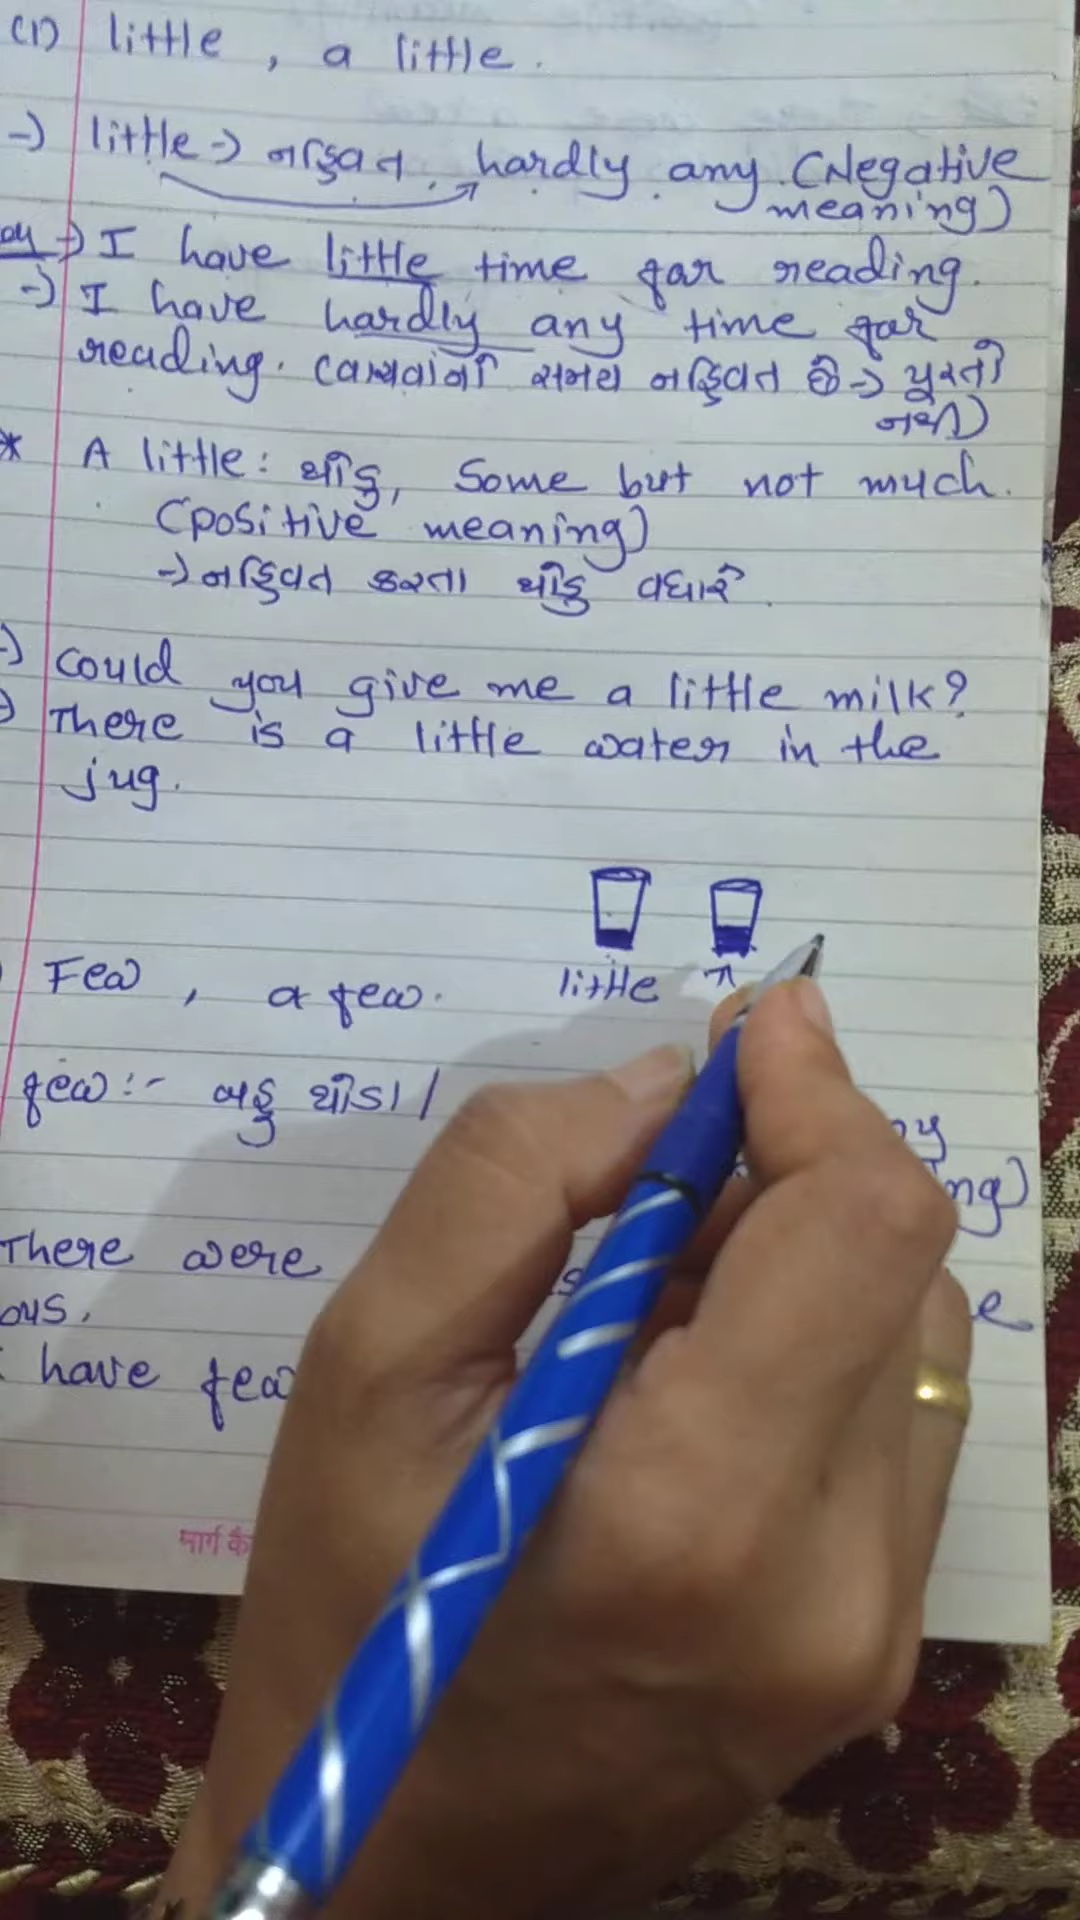 (1) little, a little.
-) little -> નહિવત, hardly any (Negative
meaning)
-) I have little time for reading.
-) I have hardly any time for
reading. (વાચવાનો સમય નહિવત છે -> પૂરતો
નથી)
* A little: થોડુ, Some but not much.
(positive meaning)
-> નહિવત કરતા થોડુ વધારે.
-) Could you give me a little milk?
-) There is a little water in the
jug.
Few, a few.
little
few :- બહુ થોડા /
There were
have few